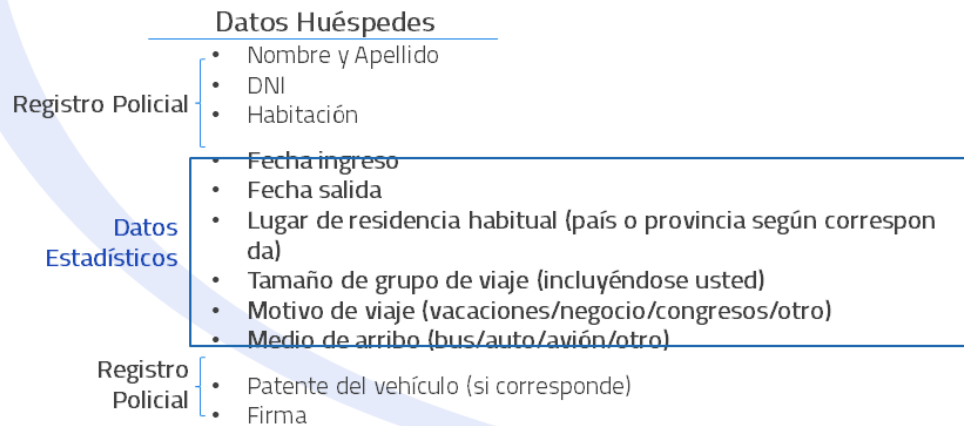 Datos Huéspedes
Registro Policial
• Nombre y Apellido
• DNI
• Habitación
Datos
Estadísticos
• Fecha ingreso
• Fecha salida
• Lugar de residencia habitual (país o provincia según correspon
da)
• Tamaño de grupo de viaje (incluyéndose usted)
• Motivo de viaje (vacaciones/negocio/congresos/otro)
• Medio de arribo (bus/auto/avión/otro)
Registro
Policial
• Patente del vehículo (si corresponde)
• Firma